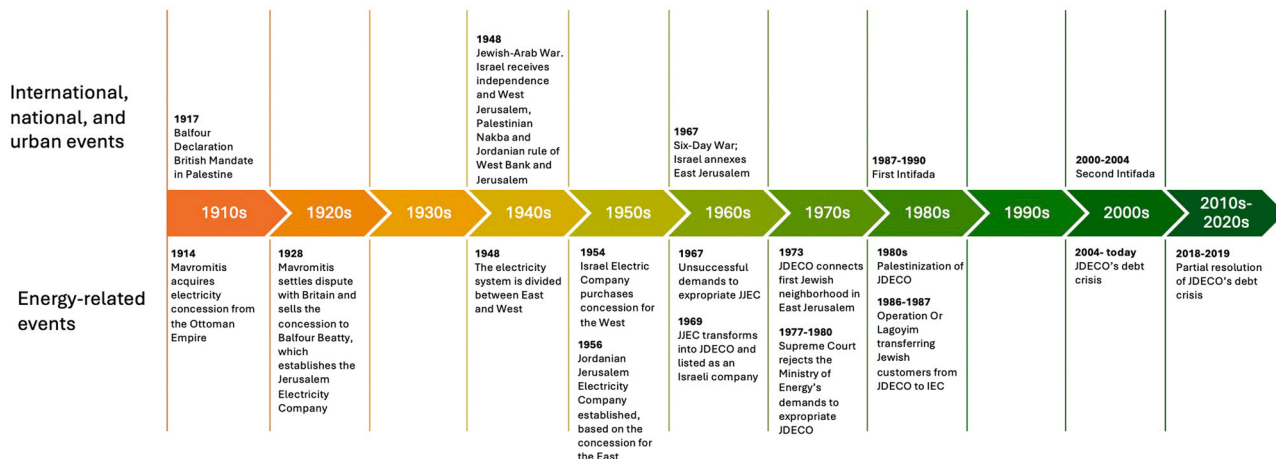 International,
national, and
urban events
1917
Balfour
Declaration
British Mandate
in Palestine
1948
Jewish-Arab War.
Israel receives
independence
and West
Jerusalem,
Palestinian
Nakba and
Jordanian rule of
West Bank and
Jerusalem
1967
Six-Day War;
Israel annexes
East Jerusalem
1987-1990
First Intifada
2000-2004
Second Intifada
1910s
1920s
1930s
1940s
1950s
1960s
1970s
1980s
1990s
2000s
2010s-
2020s
Energy-related
events
1914
Mavromitis
acquires
electricity
concession from
the Ottoman
Empire
1928
Mavromitis
settles dispute
with Britain and
sells the
concession to
Balfour Beatty,
which
establishes the
Jerusalem
Electricity
Company
1948
The electricity
system is divided
between East
and West
1954
Israel Electric
Company
purchases
concession for
the West
1956
Jordanian
Jerusalem
Electricity
Company
established,
based on the
concession for
the East
1967
Unsuccessful
demands to
expropriate JJEC
1969
JJEC transforms
into JDECO and
listed as an
Israeli company
1973
JDECO connects
first Jewish
neighborhood in
East Jerusalem
1977-1980
Supreme Court
rejects the
Ministry of
Energy's
demands to
expropriate
JDECO
1980s
Palestinization of
JDECO
1986-1987
Operation Or
Lagoyim
transferring
Jewish
customers from
JDECO to IEC
2004- today
JDECO's debt
crisis
2018-2019
Partial resolution
of JDECO's debt
crisis